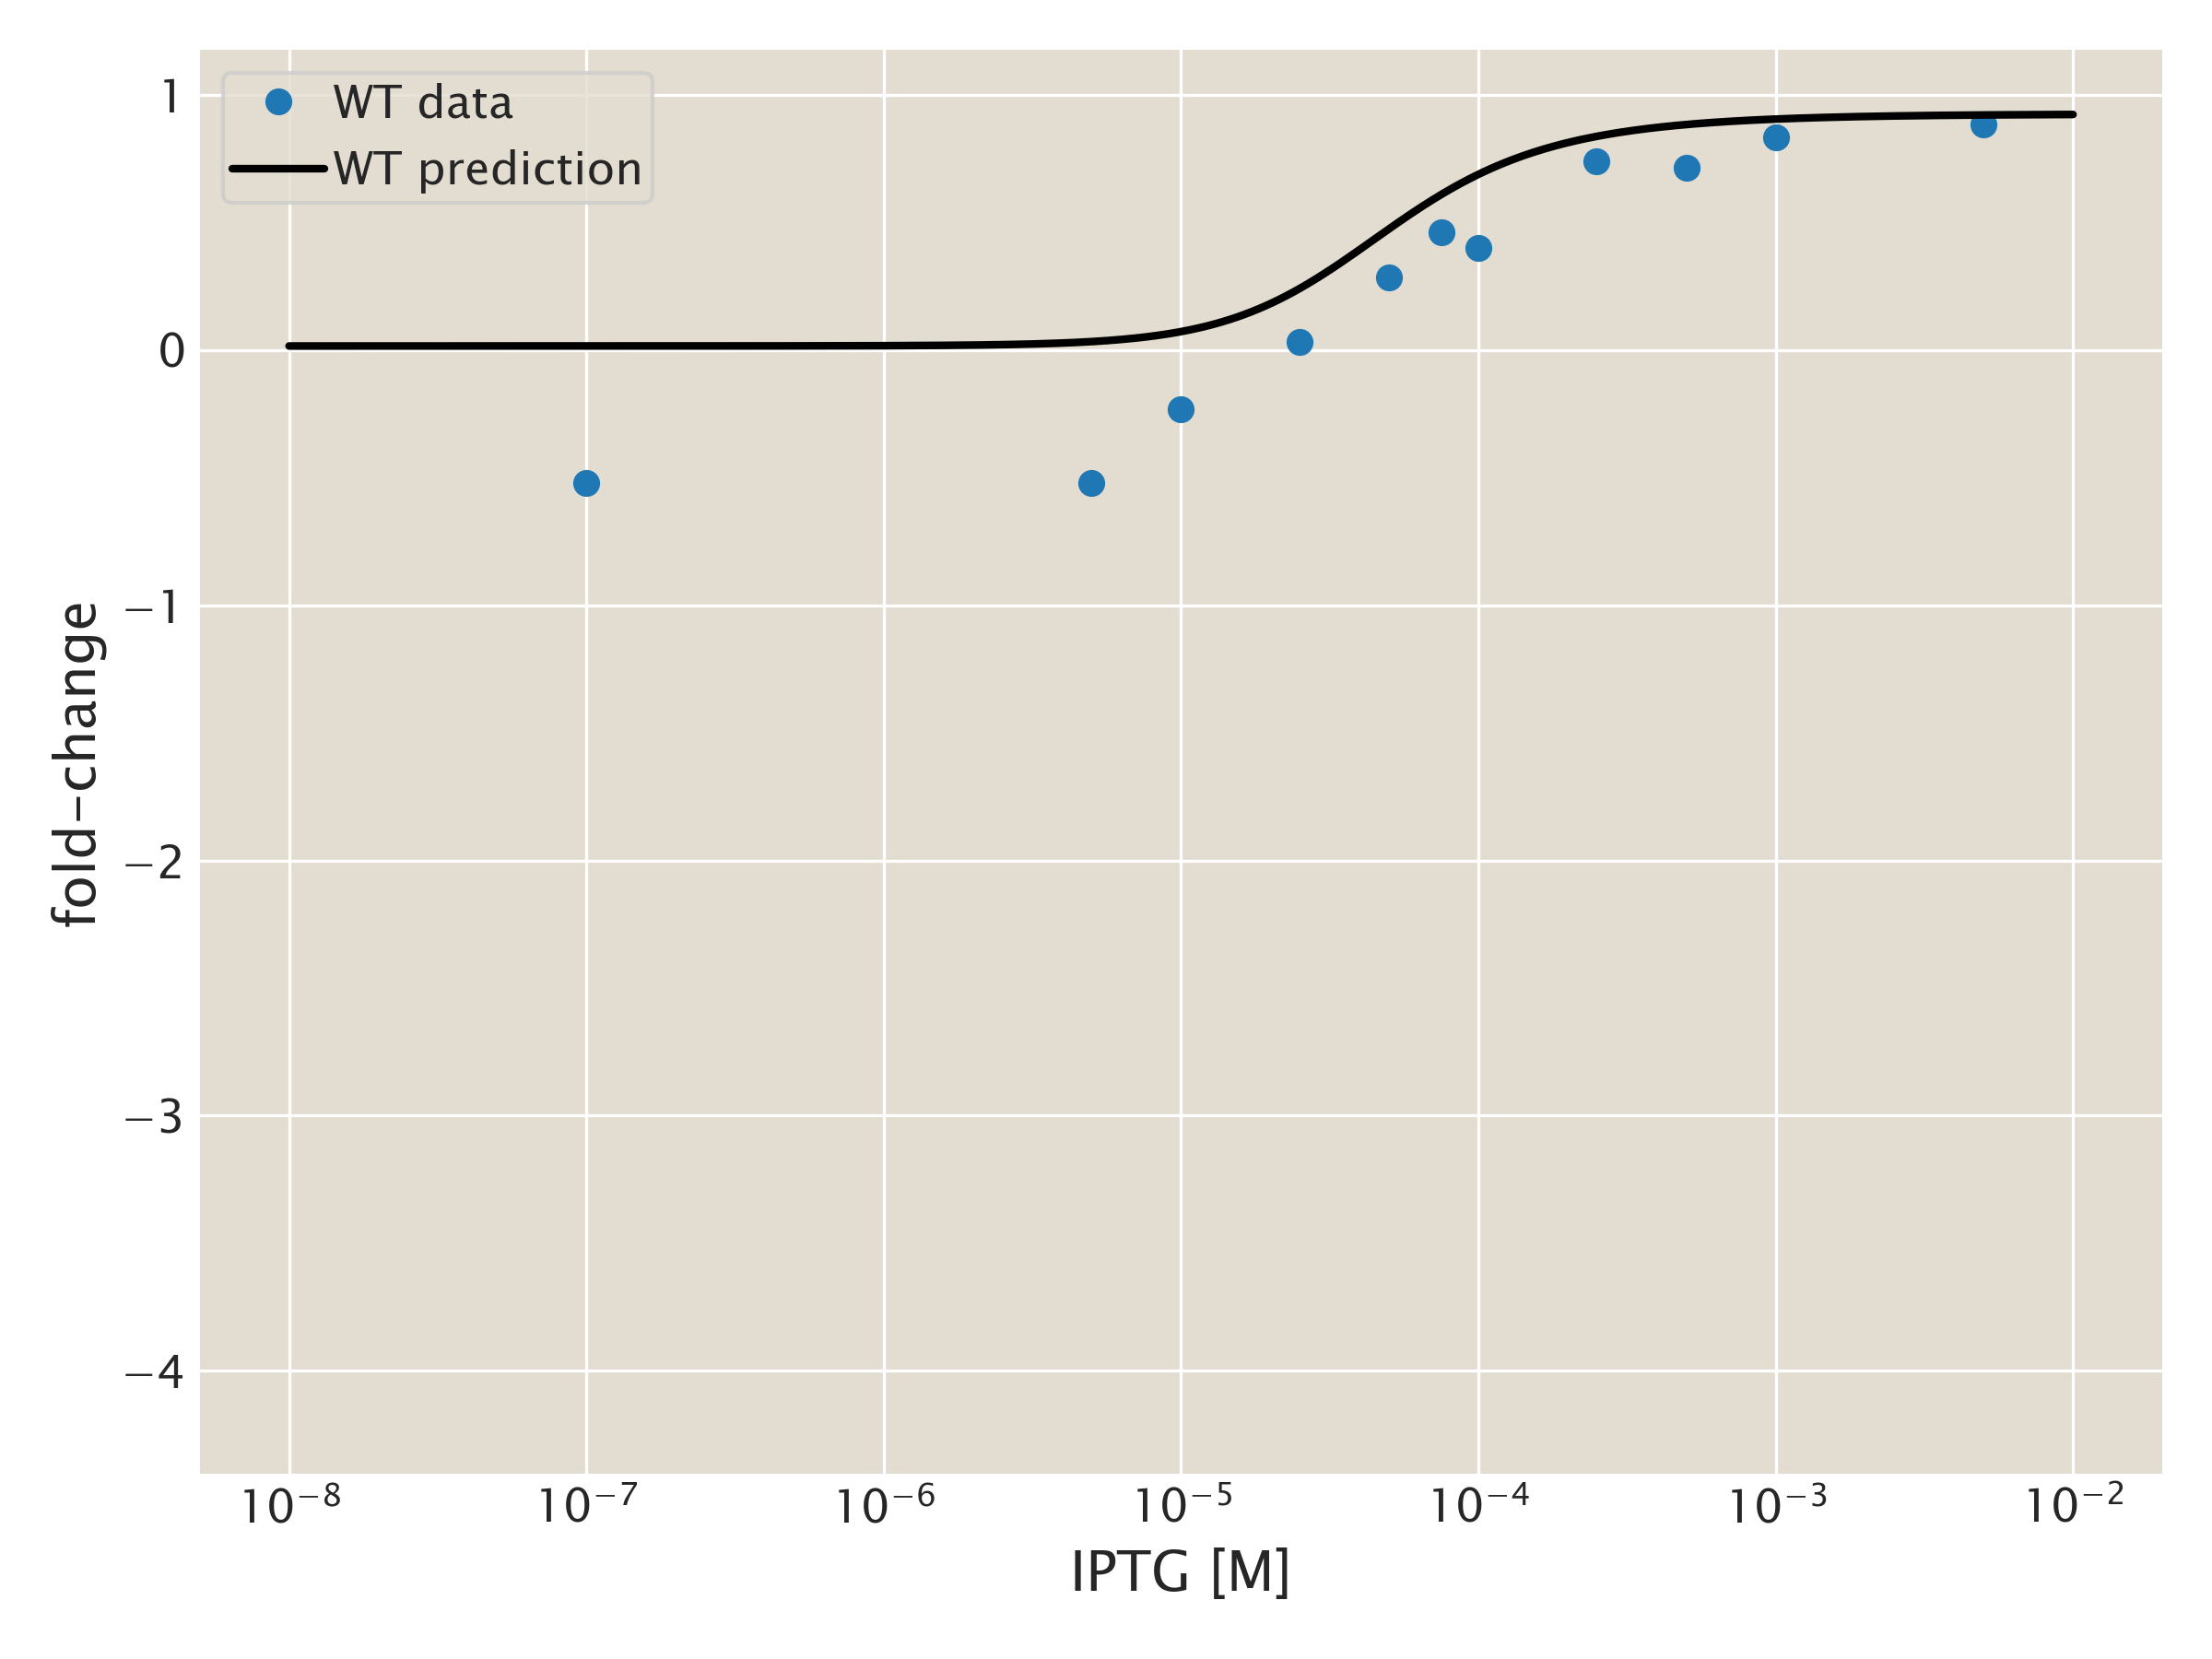 WT data
WT prediction
fold-change
1
0
−1
−2
−3
−4
10⁻⁸ 10⁻⁷ 10⁻⁶ 10⁻⁵ 10⁻⁴ 10⁻³ 10⁻²
IPTG [M]